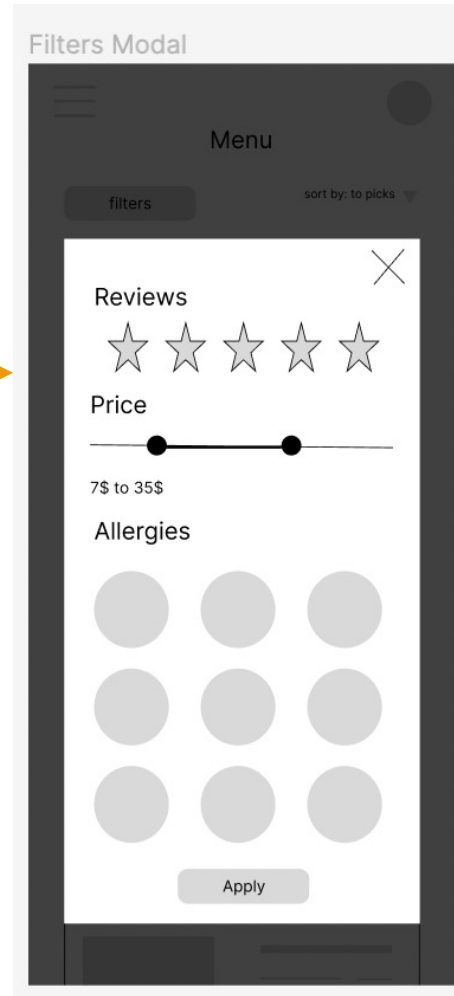 Filters Modal
Menu
filters
sort by: to picks
Reviews
Price
7$ to 35$
Allergies
Apply